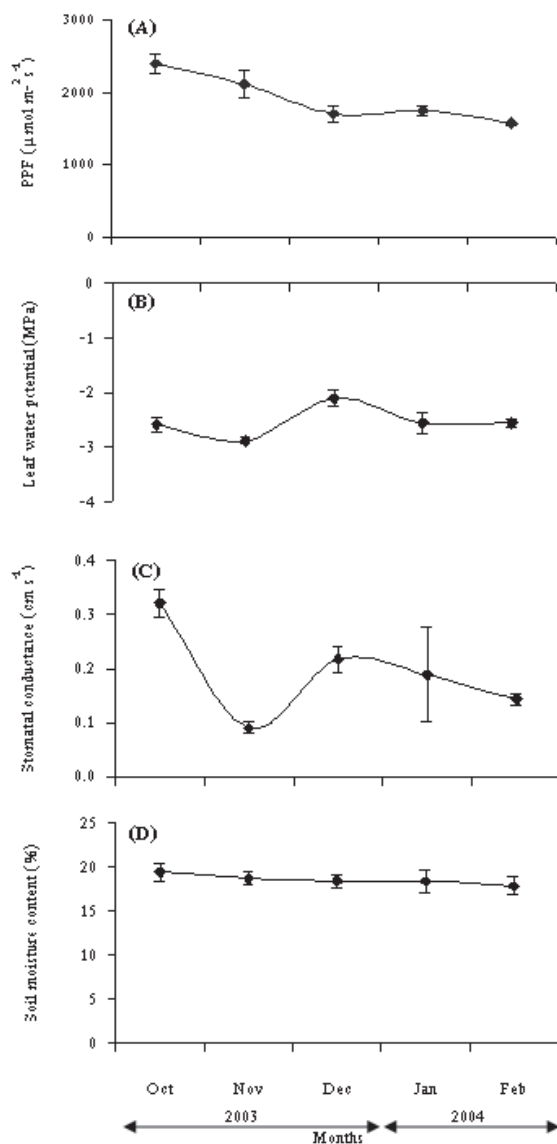 (A)
PPF (μmol m-2 s-1)
3000
2000
1000
0
(B)
Leaf water potential (MPa)
0
-1
-2
-3
-4
(C)
Stomatal conductance (cm s-1)
0.4
0.3
0.2
0.1
0.0
(D)
Soil moisture content (%)
25
20
15
10
5
0
Oct Nov Dec Jan Feb
2003 2004
Months